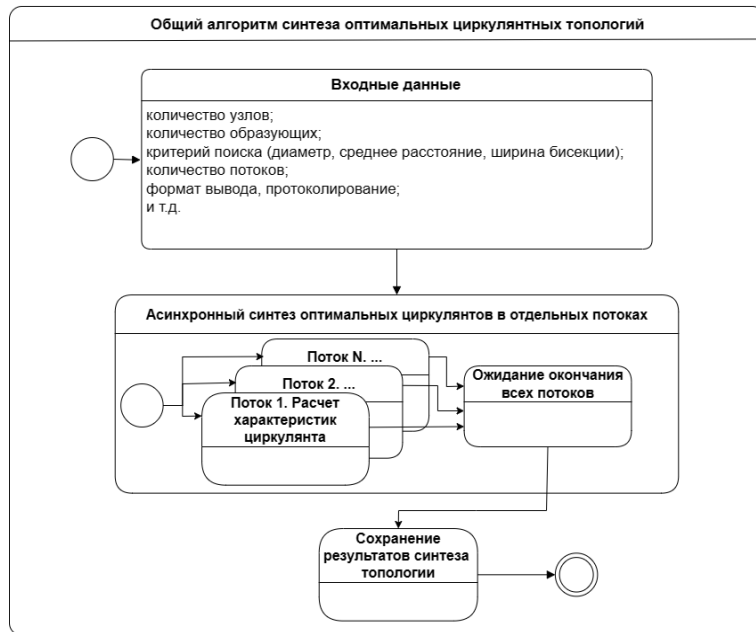 Общий алгоритм синтеза оптимальных циркулянтных топологий
Входные данные
количество узлов;
количество образующих;
критерий поиска (диаметр, среднее расстояние, ширина бисекции);
количество потоков;
формат вывода, протоколирование;
и т.д.
Асинхронный синтез оптимальных циркулянтов в отдельных потоках
Поток N. ...
Поток 2. ...
Поток 1. Расчет
характеристик
циркулянта
Ожидание окончания
всех потоков
Сохранение
результатов синтеза
топологии